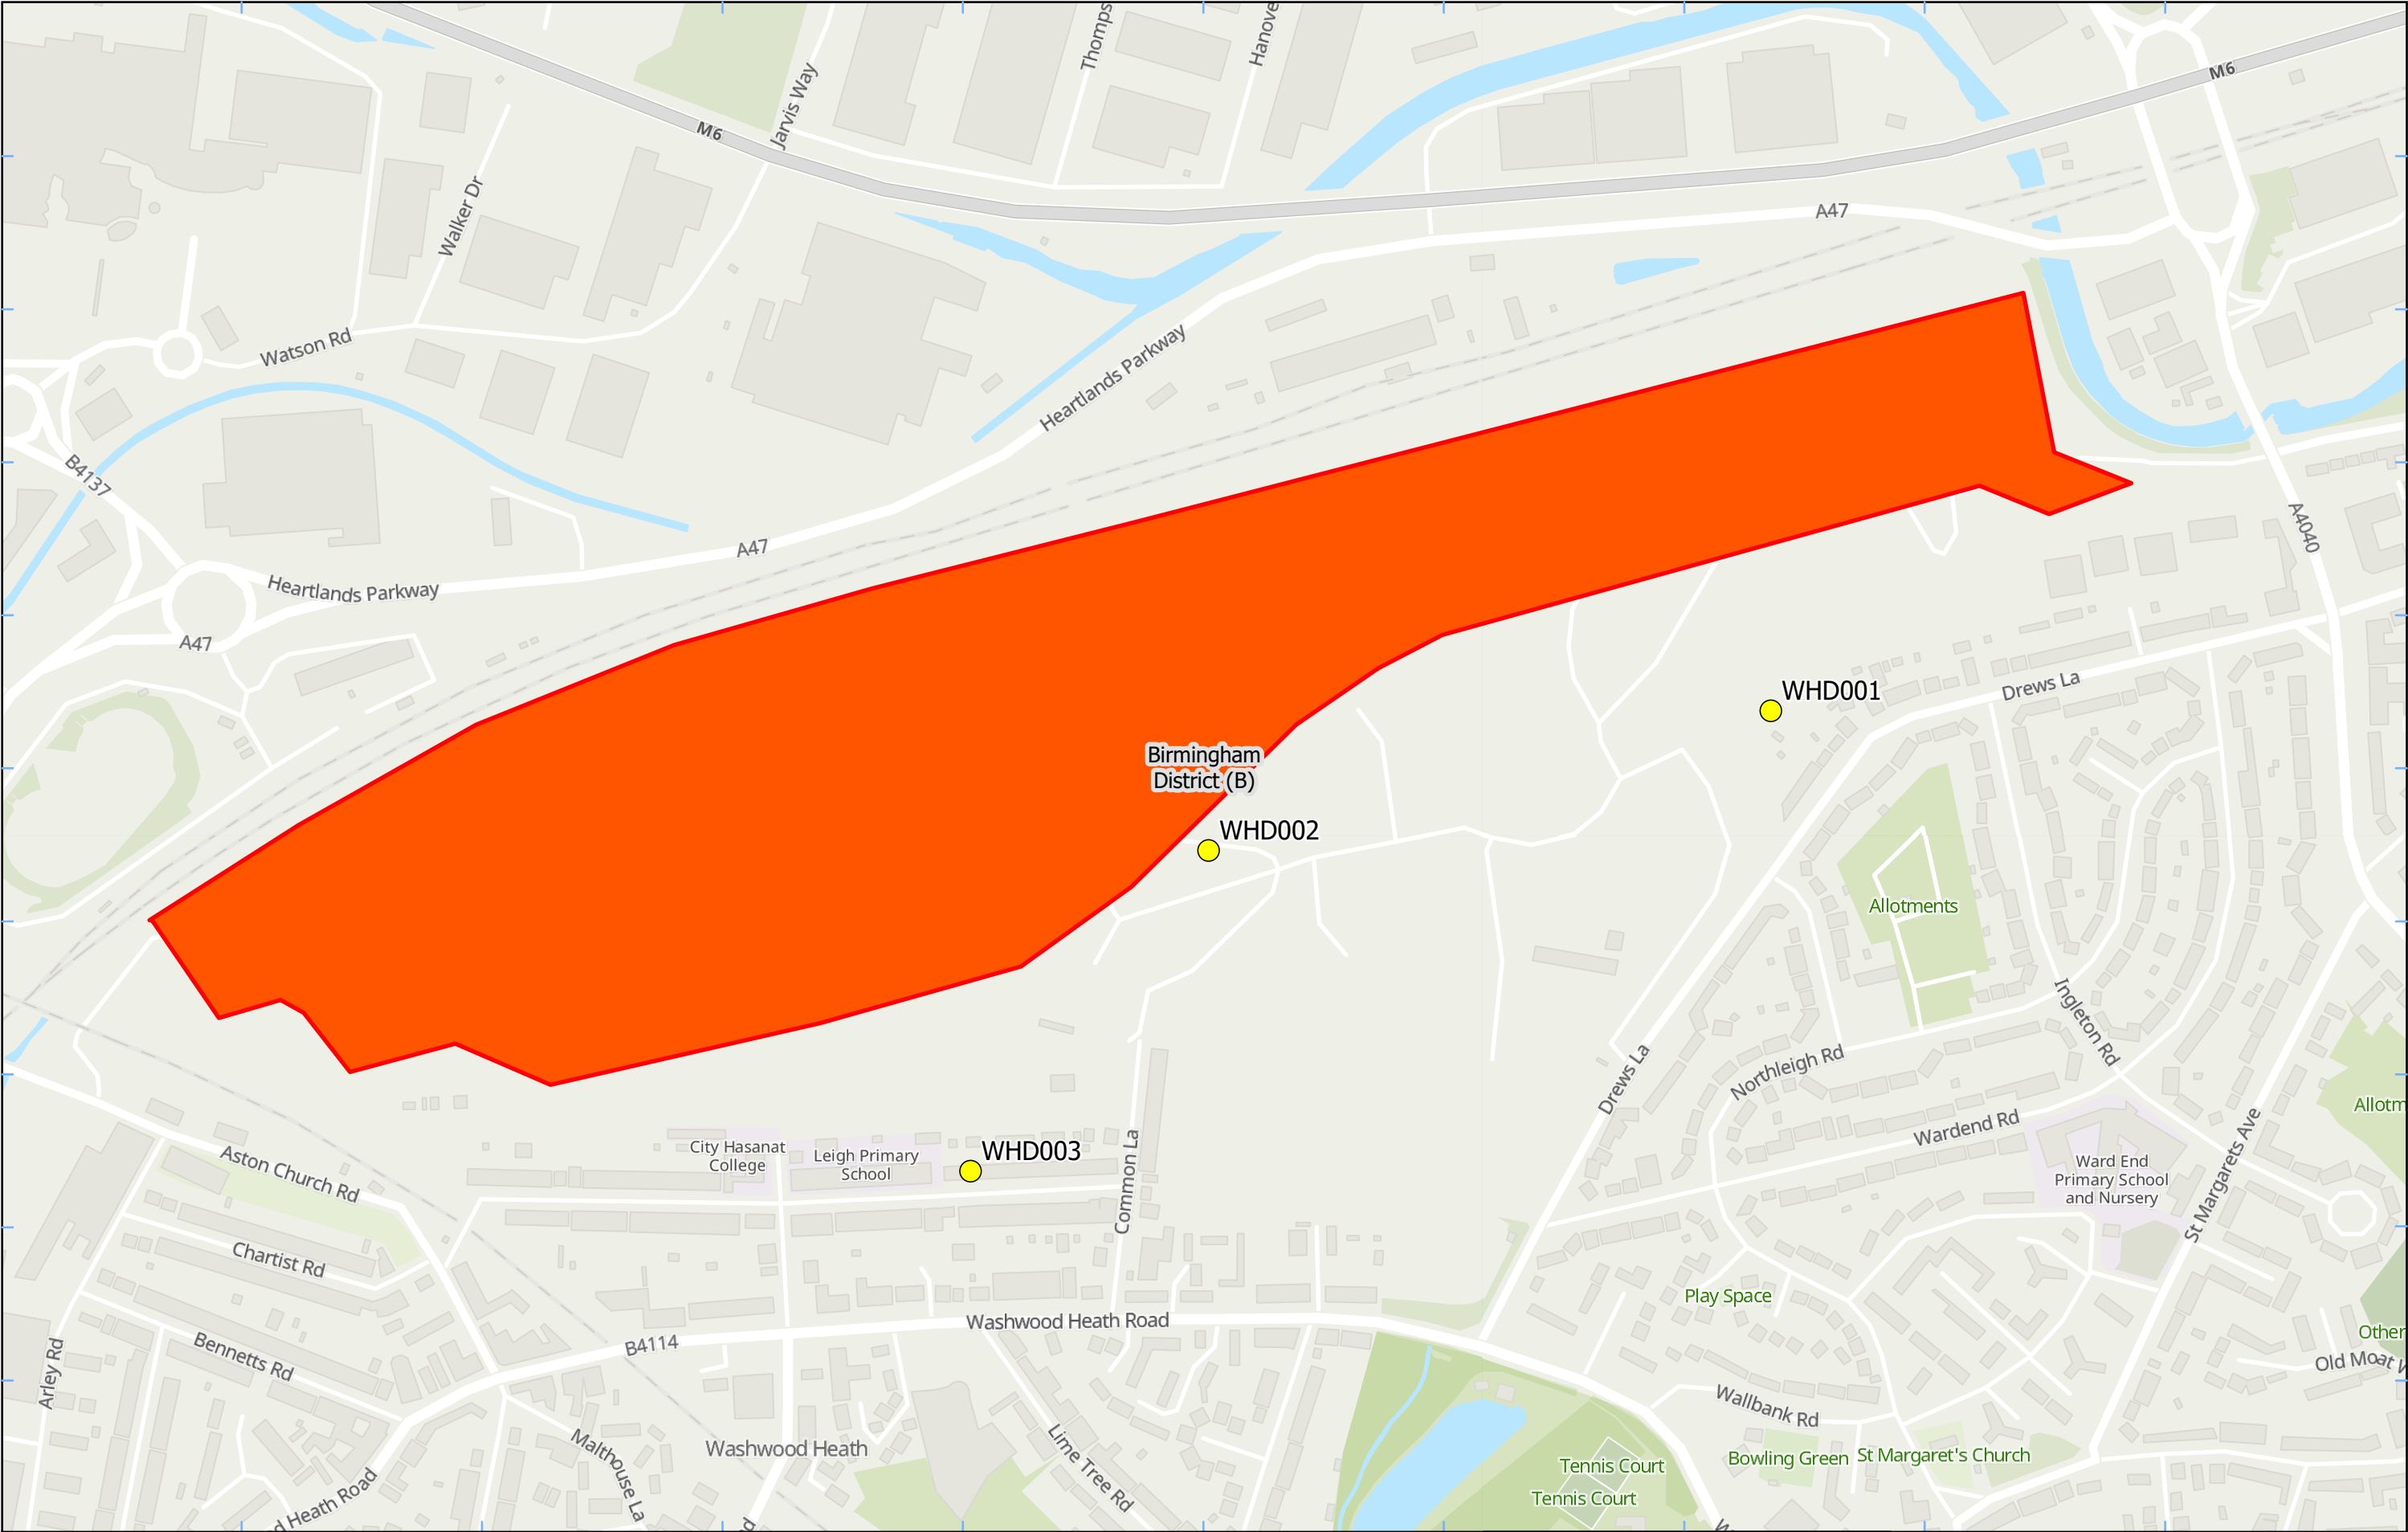 Thomps
Hanove
M6
Jarvis Way
M6
Walker Dr
A47
Watson Rd
Heartlands Parkway
B4137
A4040
A47
Heartlands Parkway
A47
Drews La
WHD001
Birmingham
District (B)
WHD002
Allotments
Ingleton Rd
Northleigh Rd
Drews La
Allotm
Wardend Rd
City Hasanat
College
Leigh Primary
School
WHD003
Common La
Aston Church Rd
Ward End
Primary School
and Nursery
St Margarets Ave
Chartist Rd
Play Space
Washwood Heath Road
B4114
Bennetts Rd
Arley Rd
Other
Old Moat W
Wallbank Rd
Malthouse La
Washwood Heath
Lime Tree Rd
Bowling Green
St Margaret's Church
Tennis Court
Tennis Court
d Heath Road
d
W